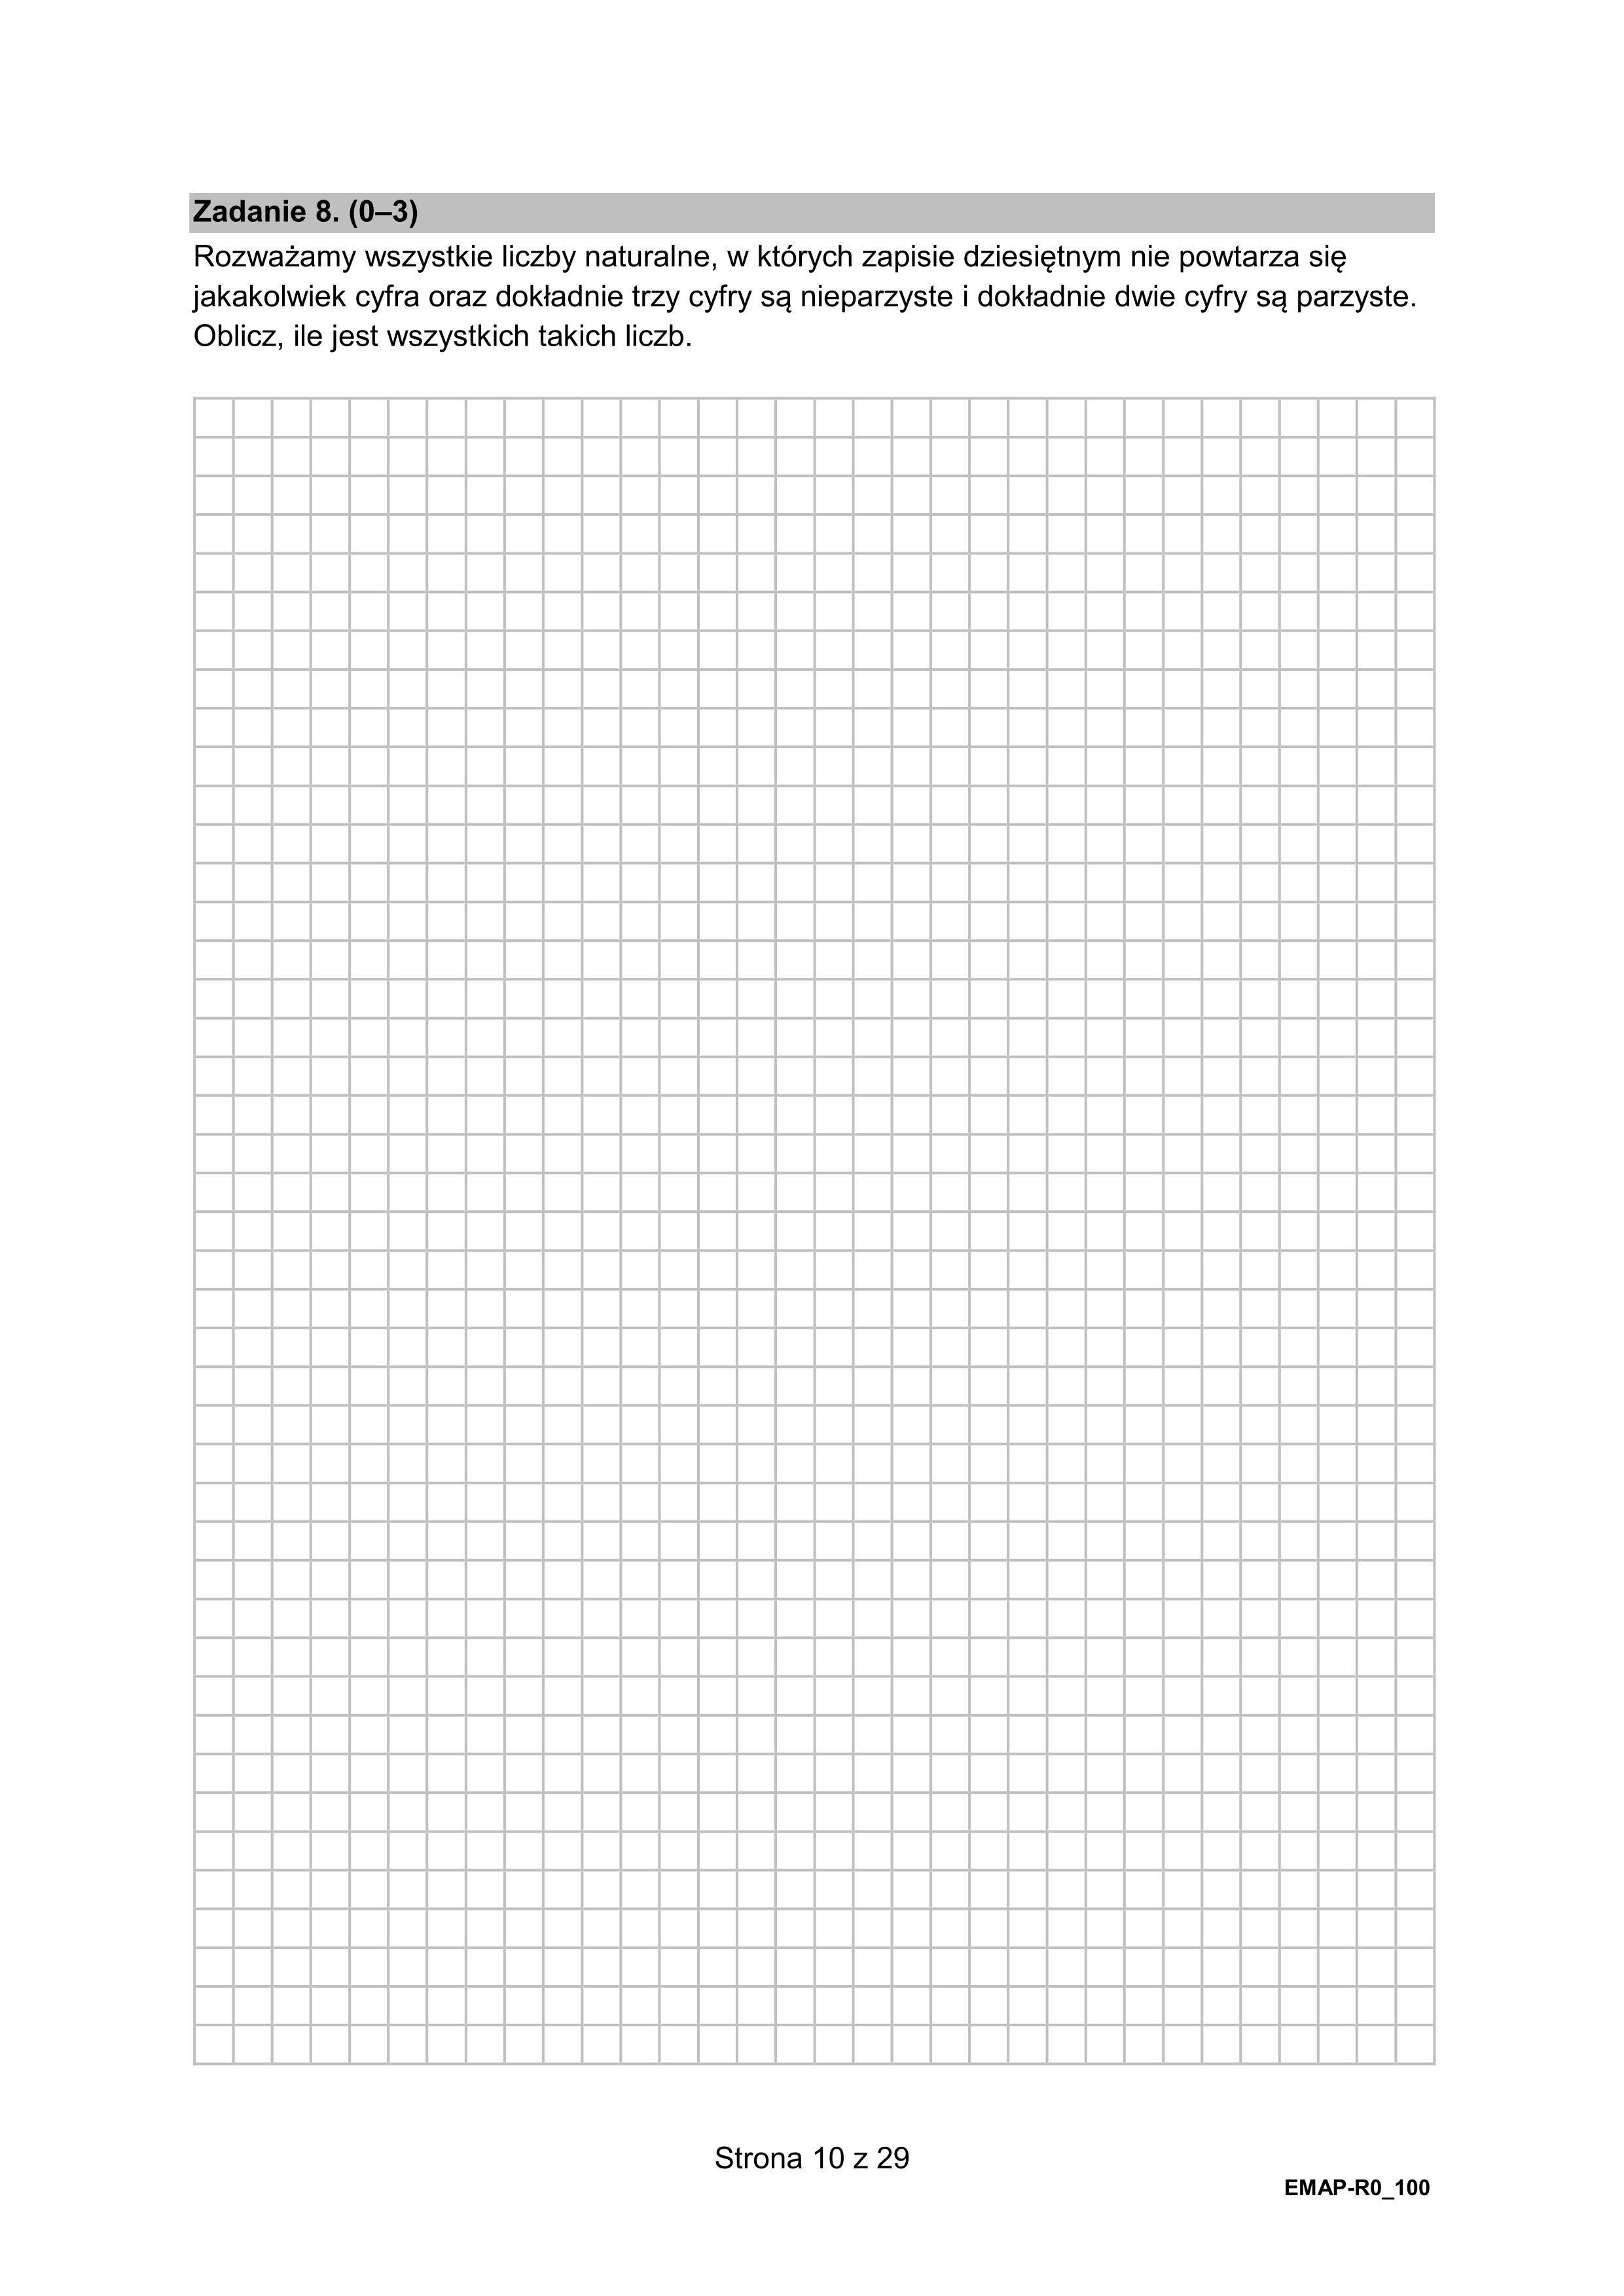 Zadanie 8. (0–3)
Rozważamy wszystkie liczby naturalne, w których zapisie dziesiętnym nie powtarza się
jakakolwiek cyfra oraz dokładnie trzy cyfry są nieparzyste i dokładnie dwie cyfry są parzyste.
Oblicz, ile jest wszystkich takich liczb.
Strona 10 z 29
EMAP-R0_100